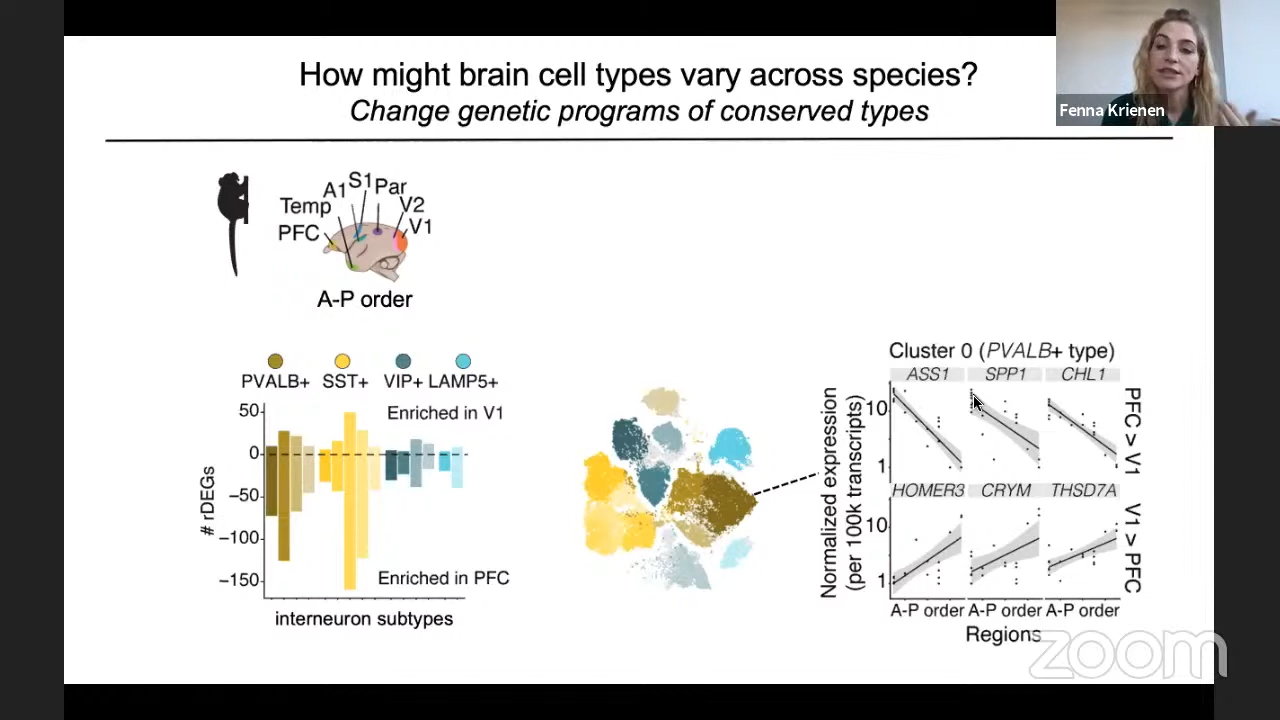 How might brain cell types vary across species?
Change genetic programs of conserved types
Fenna Krienen
A1 S1 Par
Temp V2
PFC V1
A-P order
PVALB+ SST+ VIP+ LAMP5+
Enriched in V1
50
0
−50
−100
−150
# rDEGs
Enriched in PFC
interneuron subtypes
Cluster 0 (PVALB+ type)
ASS1 SPP1 CHL1
10
1
PFC > V1
Normalized expression
(per 100k transcripts)
HOMER3 CRYM THSD7A
10
1
V1 > PFC
A-P order A-P order A-P order
Regions
zoom